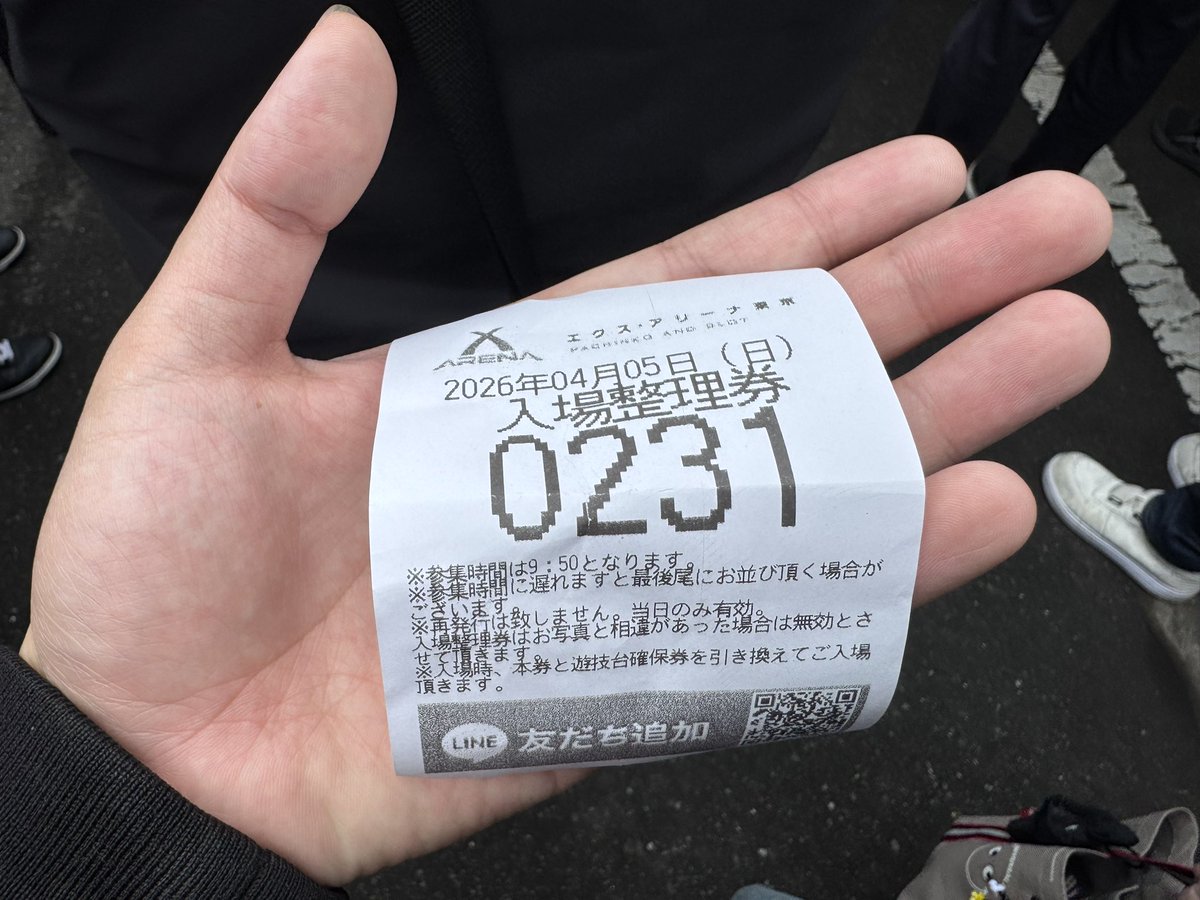 X
ARENA
エクス・アリーナ東京
PACHINKO AND SLOT
2026年04月05日（日）
入場整理券
0231
※参集時間は9：50となります。
※参集時間に遅れますと最後尾にお並び頂く場合が
ございます。
※再発行は致しません。当日のみ有効。
入場整理券はお写真と相違があった場合は無効とさ
せて頂きます。
※入場時、本券と遊技台確保券を引き換えてご入場
頂きます。
LINE 友だち追加